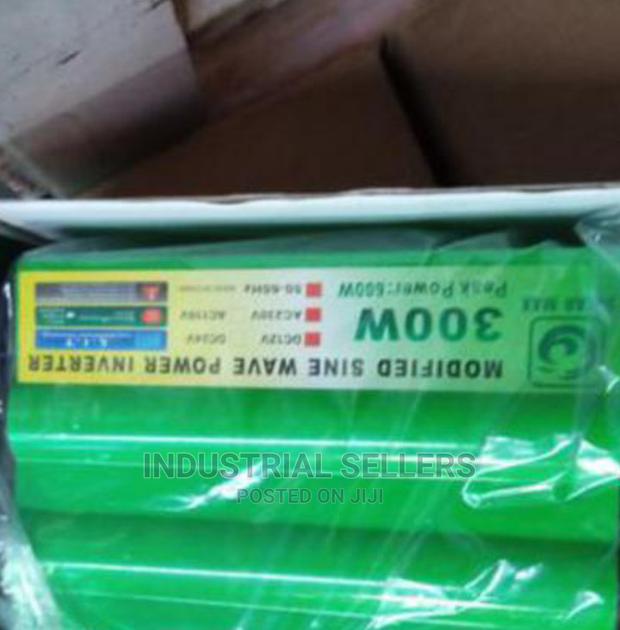 MODIFIED SINE WAVE POWER INVERTER
300W
Peak Power:600W
DC12V DC24V
AC220V AC110V
50-60Hz
INDUSTRIAL SELLERS
POSTED ON JIJI